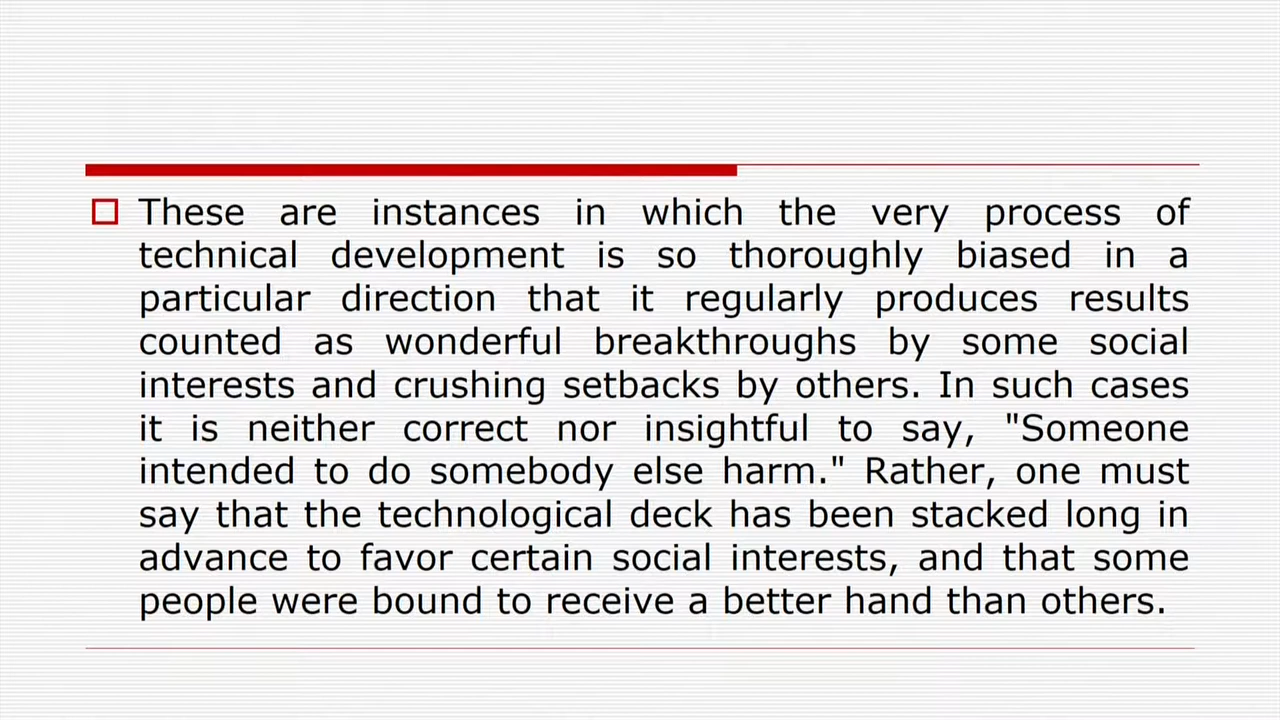 These are instances in which the very process of
technical development is so thoroughly biased in a
particular direction that it regularly produces results
counted as wonderful breakthroughs by some social
interests and crushing setbacks by others. In such cases
it is neither correct nor insightful to say, "Someone
intended to do somebody else harm." Rather, one must
say that the technological deck has been stacked long in
advance to favor certain social interests, and that some
people were bound to receive a better hand than others.